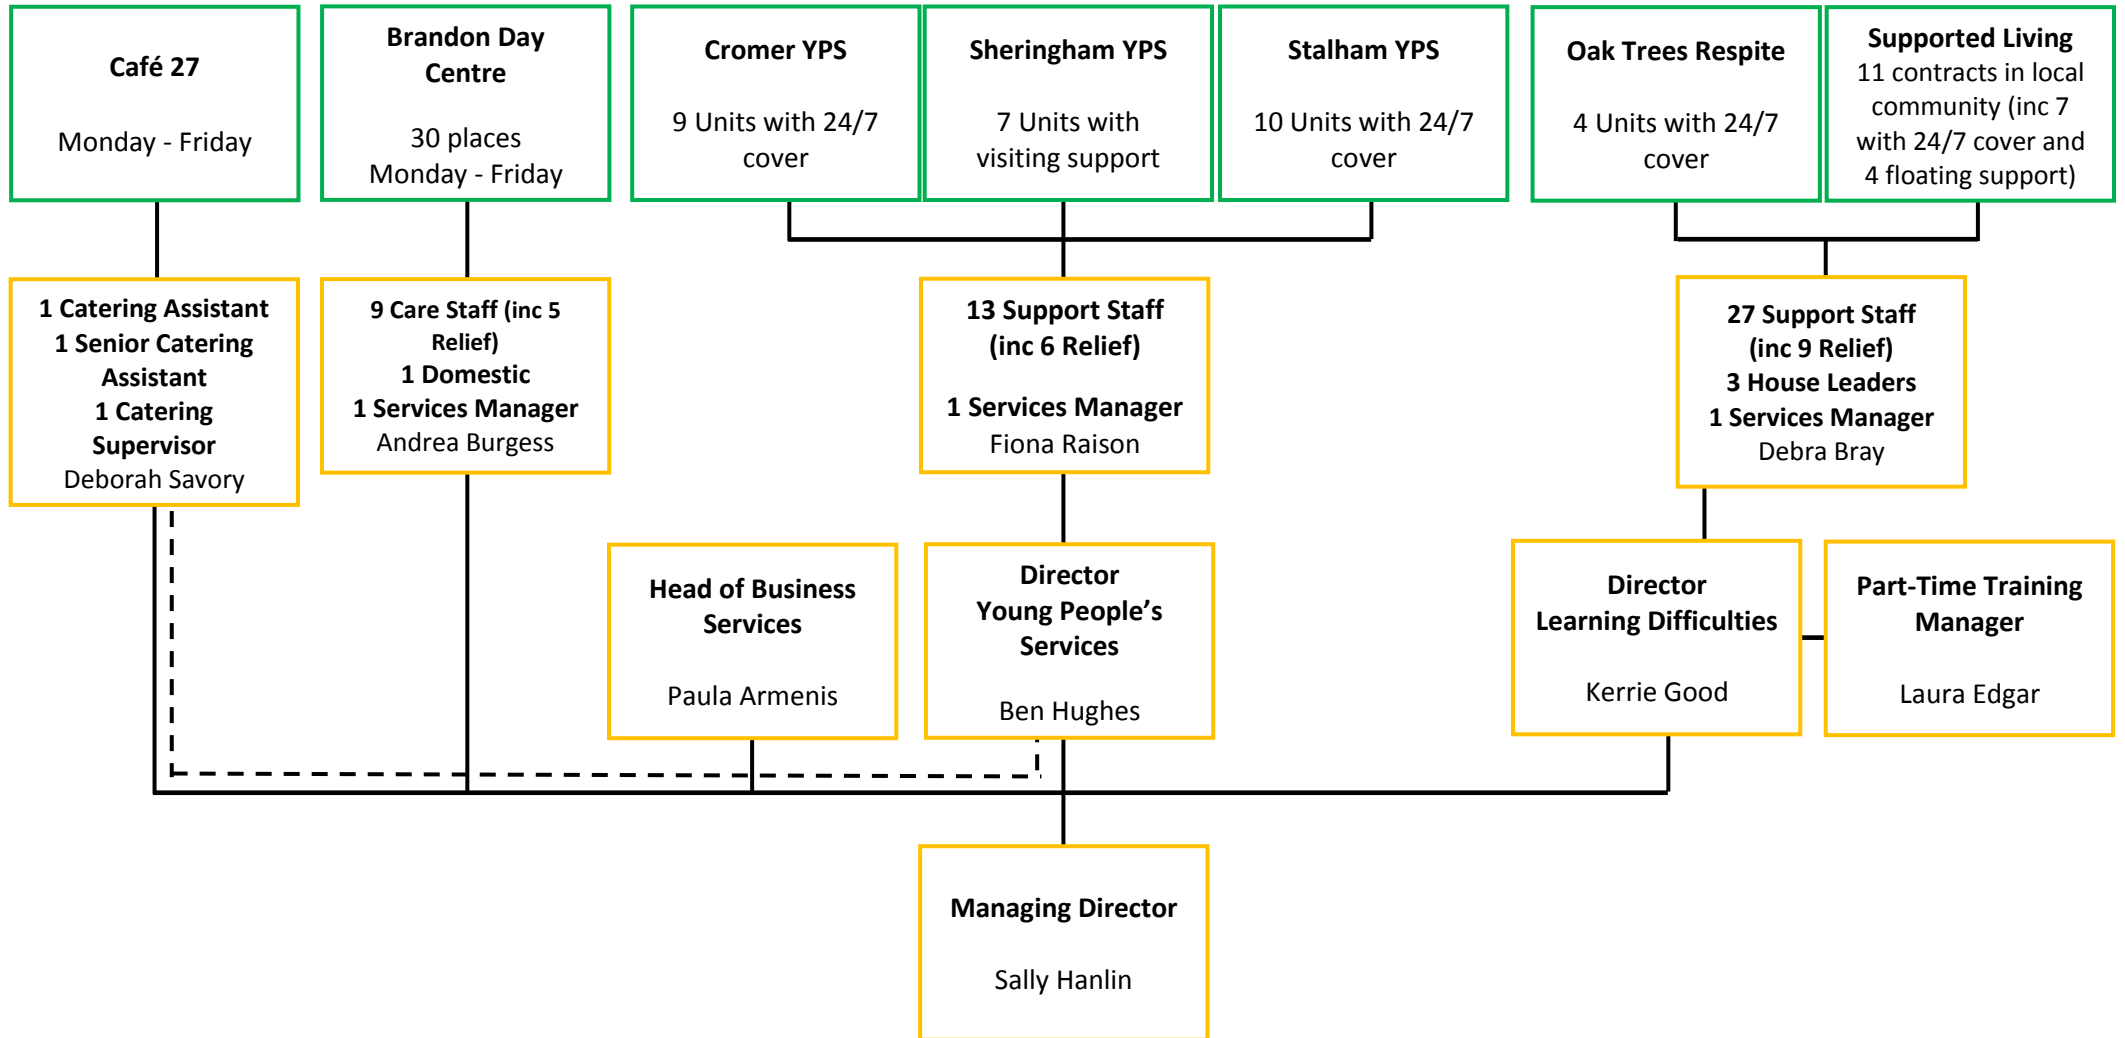 Café 27
Monday - Friday
Brandon Day
Centre
30 places
Monday - Friday
Cromer YPS
9 Units with 24/7
cover
Sheringham YPS
7 Units with
visiting support
Stalham YPS
10 Units with 24/7
cover
Oak Trees Respite
4 Units with 24/7
cover
Supported Living
11 contracts in local
community (inc 7
with 24/7 cover and
4 floating support)
1 Catering Assistant
1 Senior Catering
Assistant
1 Catering
Supervisor
Deborah Savory
9 Care Staff (inc 5
Relief)
1 Domestic
1 Services Manager
Andrea Burgess
13 Support Staff
(inc 6 Relief)
1 Services Manager
Fiona Raison
27 Support Staff
(inc 9 Relief)
3 House Leaders
1 Services Manager
Debra Bray
Head of Business
Services
Paula Armenis
Director
Young People’s
Services
Ben Hughes
Director
Learning Difficulties
Kerrie Good
Part-Time Training
Manager
Laura Edgar
Managing Director
Sally Hanlin